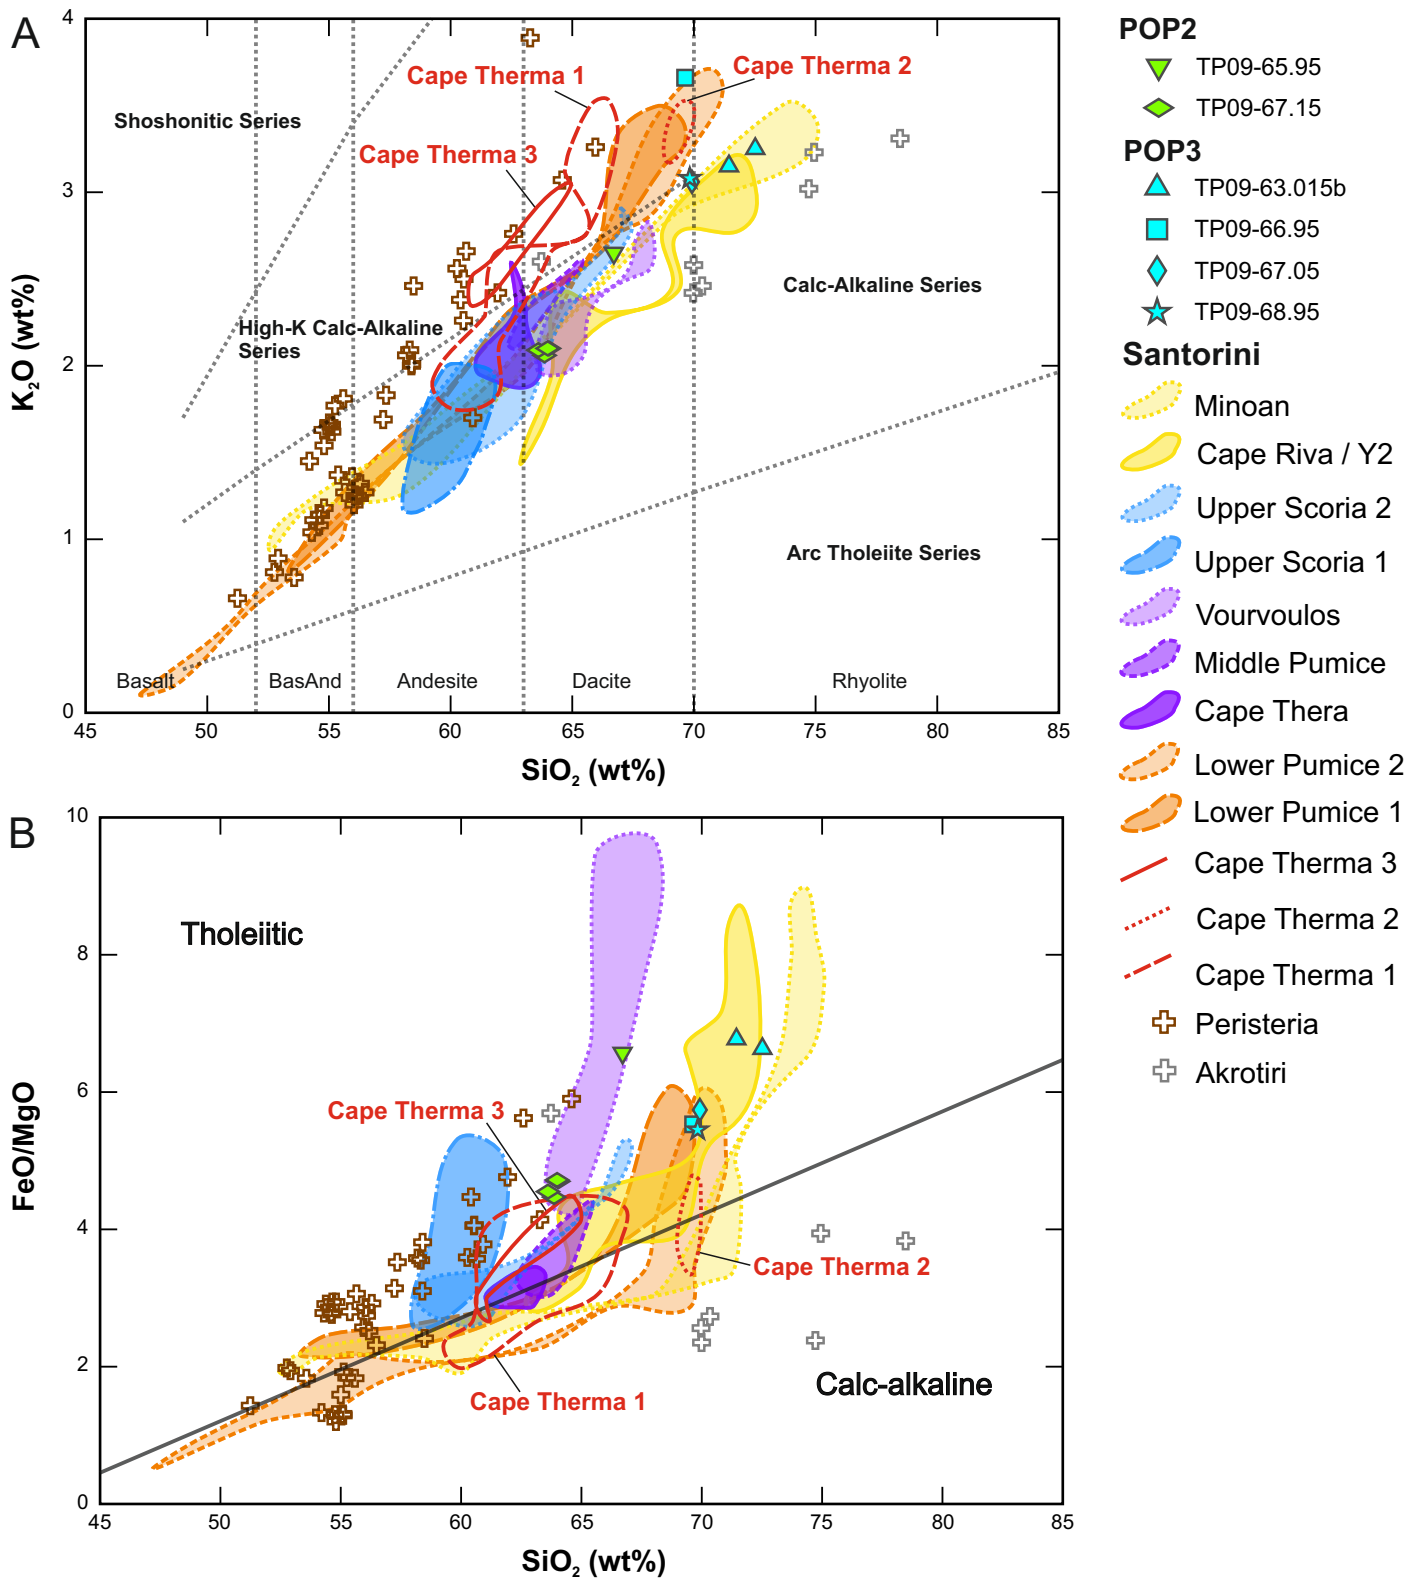 A
4
3
2
1
0
K₂O (wt%)
Shoshonitic Series
High-K Calc-Alkaline
Series
Calc-Alkaline Series
Arc Tholeiite Series
Cape Therma 1
Cape Therma 2
Cape Therma 3
Basalt
BasAnd
Andesite
Dacite
Rhyolite
45
50
55
60
65
70
75
80
85
SiO₂ (wt%)
B
10
8
6
4
2
0
FeO/MgO
Tholeiitic
Cape Therma 3
Cape Therma 2
Cape Therma 1
Calc-alkaline
45
50
55
60
65
70
75
80
85
SiO₂ (wt%)
POP2
TP09-65.95
TP09-67.15
POP3
TP09-63.015b
TP09-66.95
TP09-67.05
TP09-68.95
Santorini
Minoan
Cape Riva / Y2
Upper Scoria 2
Upper Scoria 1
Vourvoulos
Middle Pumice
Cape Thera
Lower Pumice 2
Lower Pumice 1
Cape Therma 3
Cape Therma 2
Cape Therma 1
Peristeria
Akrotiri